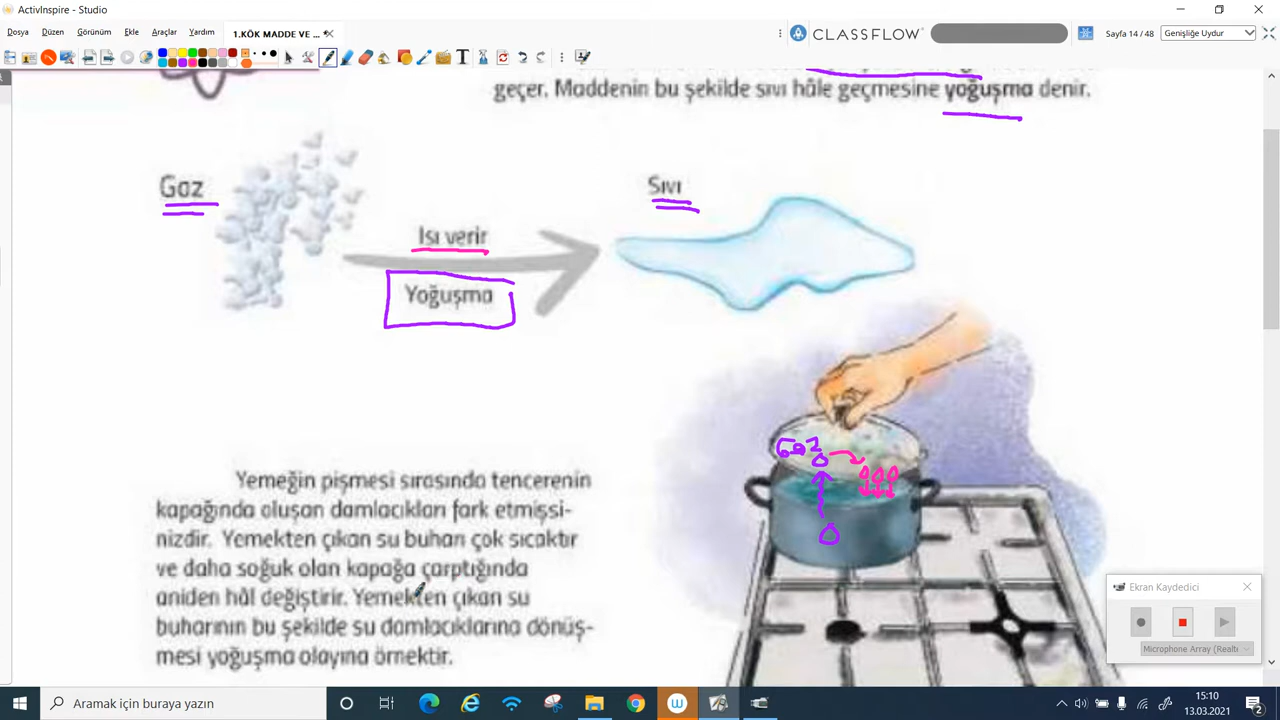 ActivInspire - Studio
Dosya Düzen Görünüm Ekle Araçlar Yardım 1.KÖK MADDE VE ... CLASSFLOW Sayfa 14 / 48 Genişliğe Uydur
geçer. Maddenin bu şekilde sıvı hâle geçmesine yoğuşma denir.
Gaz
Sıvı
Isı verir
Yoğuşma
Gaz
Yemeğin pişmesi sırasında tencerenin
kapağında oluşan damlacıkları fark etmişsi-
nizdir. Yemekten çıkan su buharı çok sıcaktır
ve daha soğuk olan kapağa çarptığında
aniden hâl değiştirir. Yemekten çıkan su
buharının bu şekilde su damlacıklarına dönüş-
mesi yoğuşma olayına örnektir.
Ekran Kaydedici
Microphone Array (Realt
Aramak için buraya yazın
15:10
13.03.2021
2